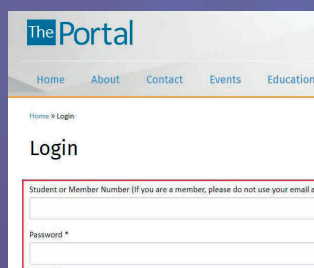 The Portal
Home About Contact Events Education
Home » Login
Login
Student or Member Number (If you are a member, please do not use your email
Password *